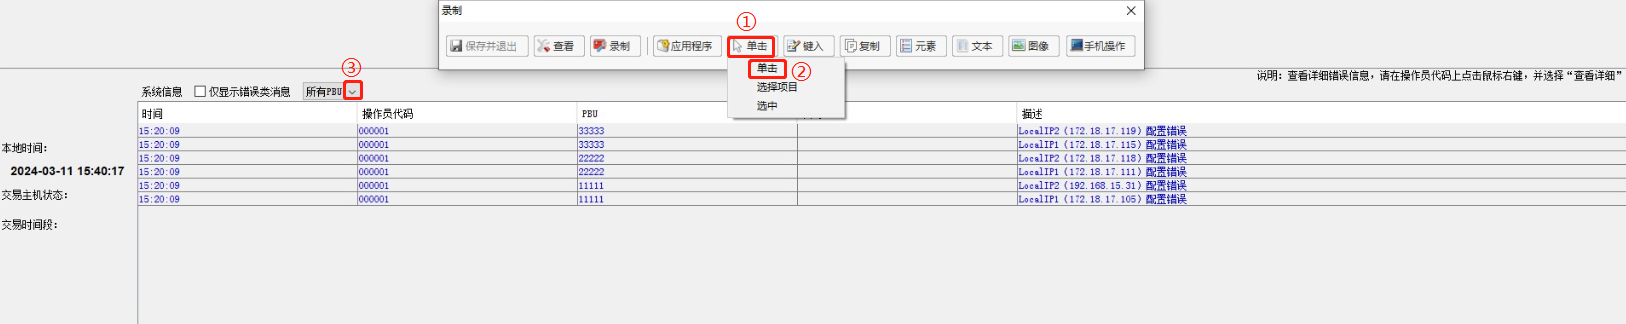 录制
①
保存并退出 查看 录制 应用程序 单击 键入 复制 元素 文本 图像 手机操作
单击 ②
选择项目
选中
③
说明：查看详细错误信息，请在操作员代码上点击鼠标右键，并选择“查看详细”
系统信息 仅显示错误类消息 所有PBU
时间 操作员代码 PBU 描述
15:20:09 000001 33333 LocalIP2（172.18.17.119）配置错误
15:20:09 000001 33333 LocalIP1（172.18.17.115）配置错误
15:20:09 000001 22222 LocalIP2（172.18.17.118）配置错误
15:20:09 000001 22222 LocalIP1（172.18.17.111）配置错误
15:20:09 000001 11111 LocalIP2（192.168.15.31）配置错误
15:20:09 000001 11111 LocalIP1（172.18.17.105）配置错误
本地时间：
2024-03-11 15:40:17
交易主机状态：
交易时间段：